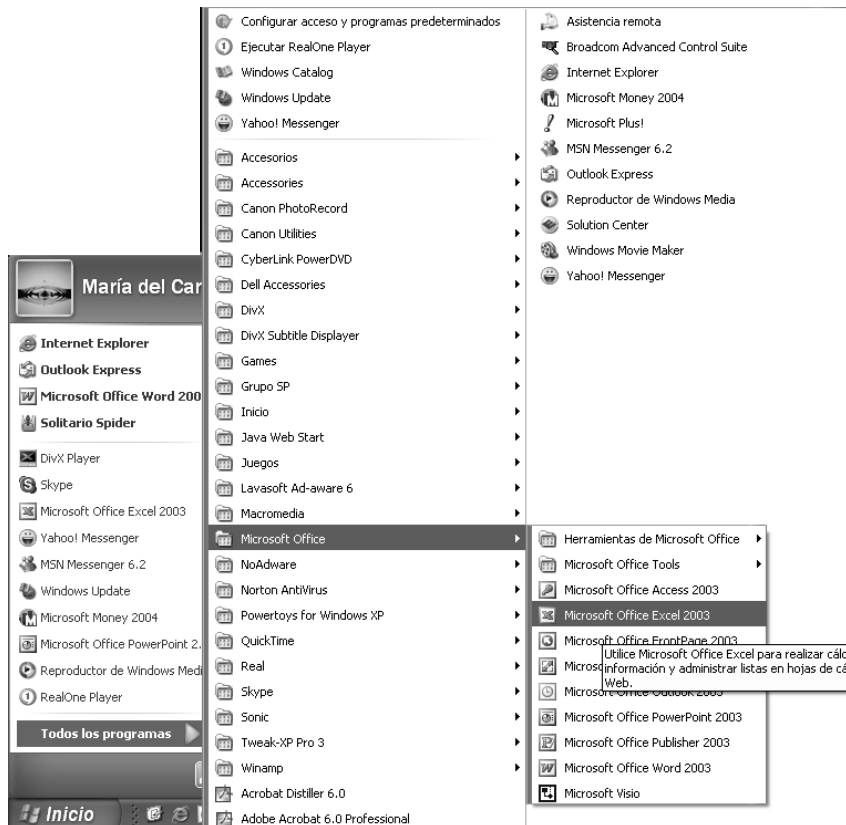 María del Car
Internet Explorer
Outlook Express
Microsoft Office Word 200
Solitario Spider
DivX Player
Skype
Microsoft Office Excel 2003
Yahoo! Messenger
MSN Messenger 6.2
Windows Update
Microsoft Money 2004
Microsoft Office PowerPoint 2.
Reproductor de Windows Medi
RealOne Player
Todos los programas
Inicio
Configurar acceso y programas predeterminados
Ejecutar RealOne Player
Windows Catalog
Windows Update
Yahoo! Messenger
Accesorios
Accessories
Canon PhotoRecord
Canon Utilities
CyberLink PowerDVD
Dell Accessories
DivX
DivX Subtitle Displayer
Games
Grupo SP
Inicio
Java Web Start
Juegos
Lavasoft Ad-aware 6
Macromedia
Microsoft Office
NoAdware
Norton AntiVirus
Powertoys for Windows XP
QuickTime
Real
Skype
Sonic
Tweak-XP Pro 3
Winamp
Acrobat Distiller 6.0
Adobe Acrobat 6.0 Professional
Asistencia remota
Broadcom Advanced Control Suite
Internet Explorer
Microsoft Money 2004
Microsoft Plus!
MSN Messenger 6.2
Outlook Express
Reproductor de Windows Media
Solution Center
Windows Movie Maker
Yahoo! Messenger
Herramientas de Microsoft Office
Microsoft Office Tools
Microsoft Office Access 2003
Microsoft Office Excel 2003
Microsoft Office FrontPage 2003
Microso
Microsoft Office Outlook 2003
Microsoft Office PowerPoint 2003
Microsoft Office Publisher 2003
Microsoft Office Word 2003
Microsoft Visio
Utilice Microsoft Office Excel para realizar cálc
información y administrar listas en hojas de cá
Web.